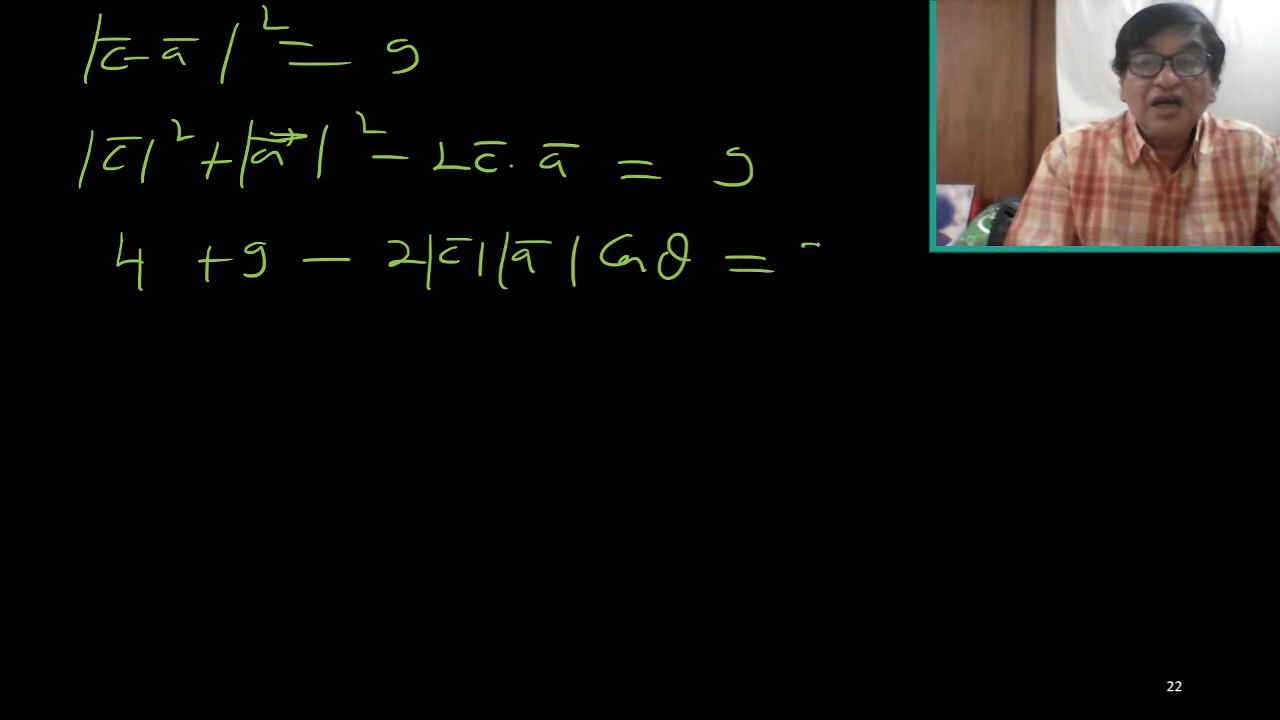 |c̄ - ā|² = 9
|c̄|² + |a⃗|² - 2c̄. ā = 9
4 + 9 - 2|c̄||ā| Cos θ =
22